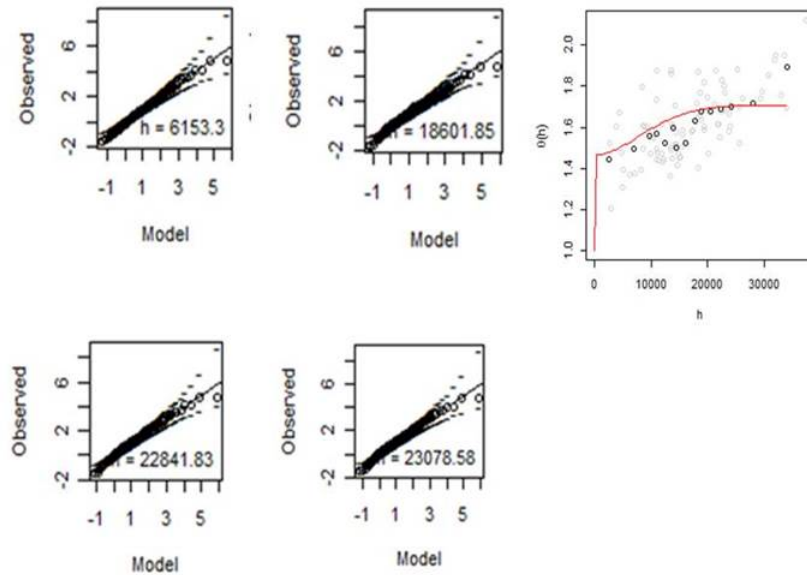 Observed
6
2
-2
h = 6153.3
-1 1 3 5
Model
Observed
6
2
-2
= 18601.85
-1 1 3 5
Model
θ(h)
2.0
1.8
1.6
1.4
1.2
1.0
0 10000 20000 30000
h
Observed
6
2
-2
= 22841.83
-1 1 3 5
Model
Observed
6
2
-2
= 23078.58
-1 1 3 5
Model